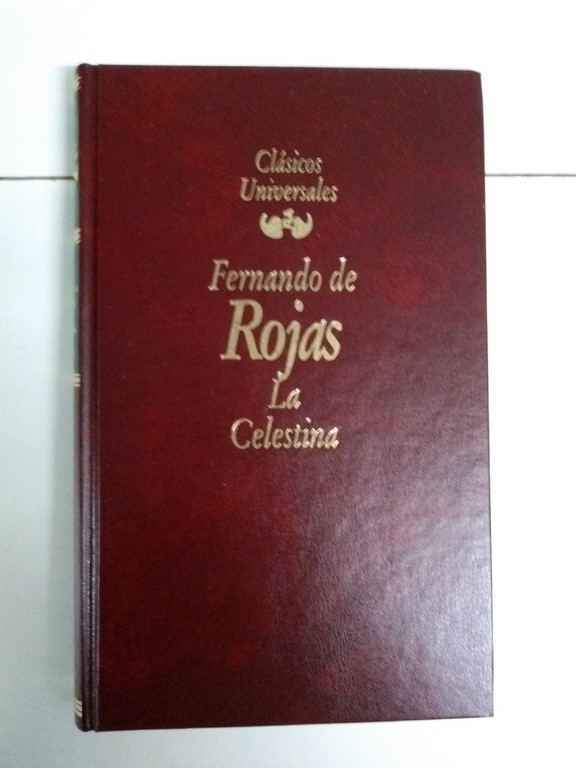 Clásicos
Universales
Fernando de
Rojas
La
Celestina